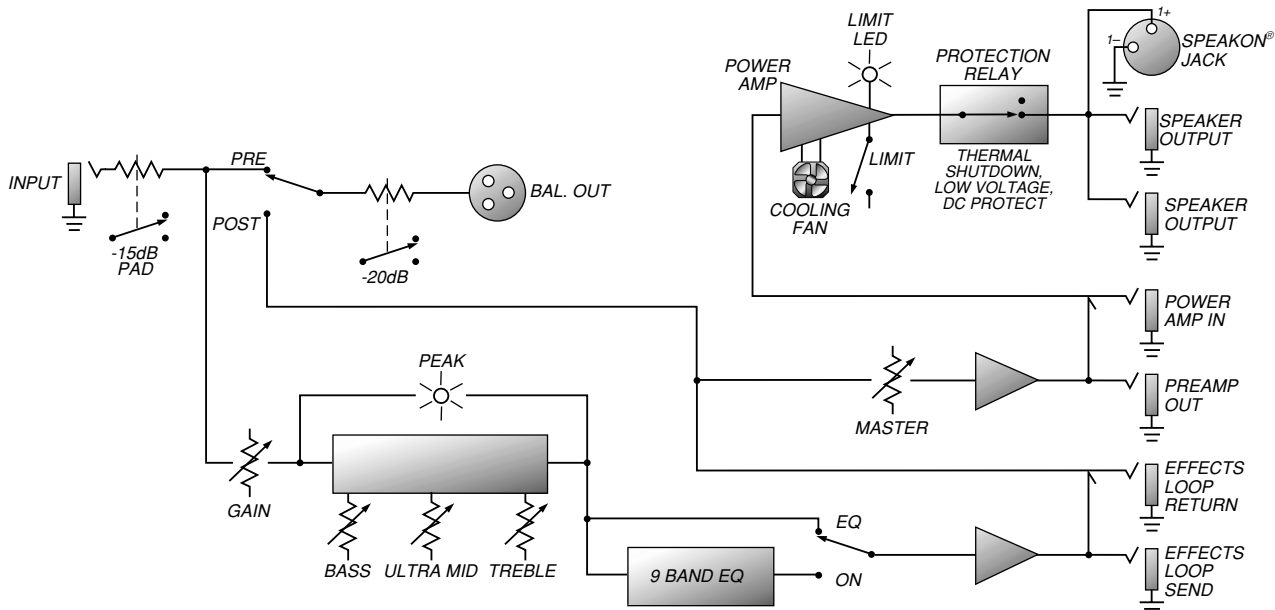 LIMIT
LED
1+
1–
SPEAKON®
JACK
PROTECTION
RELAY
POWER
AMP
SPEAKER
OUTPUT
LIMIT
THERMAL
SHUTDOWN,
LOW VOLTAGE,
DC PROTECT
COOLING
FAN
SPEAKER
OUTPUT
PRE
INPUT
BAL. OUT
POST
-15dB
PAD
-20dB
POWER
AMP IN
PEAK
MASTER
PREAMP
OUT
GAIN
EFFECTS
LOOP
RETURN
BASS
ULTRA MID
TREBLE
EQ
9 BAND EQ
ON
EFFECTS
LOOP
SEND